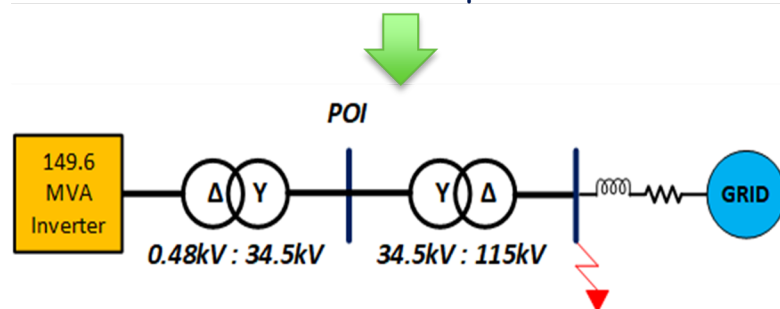 POI
149.6
MVA
Inverter
Δ Y
Y Δ
GRID
0.48kV : 34.5kV
34.5kV : 115kV